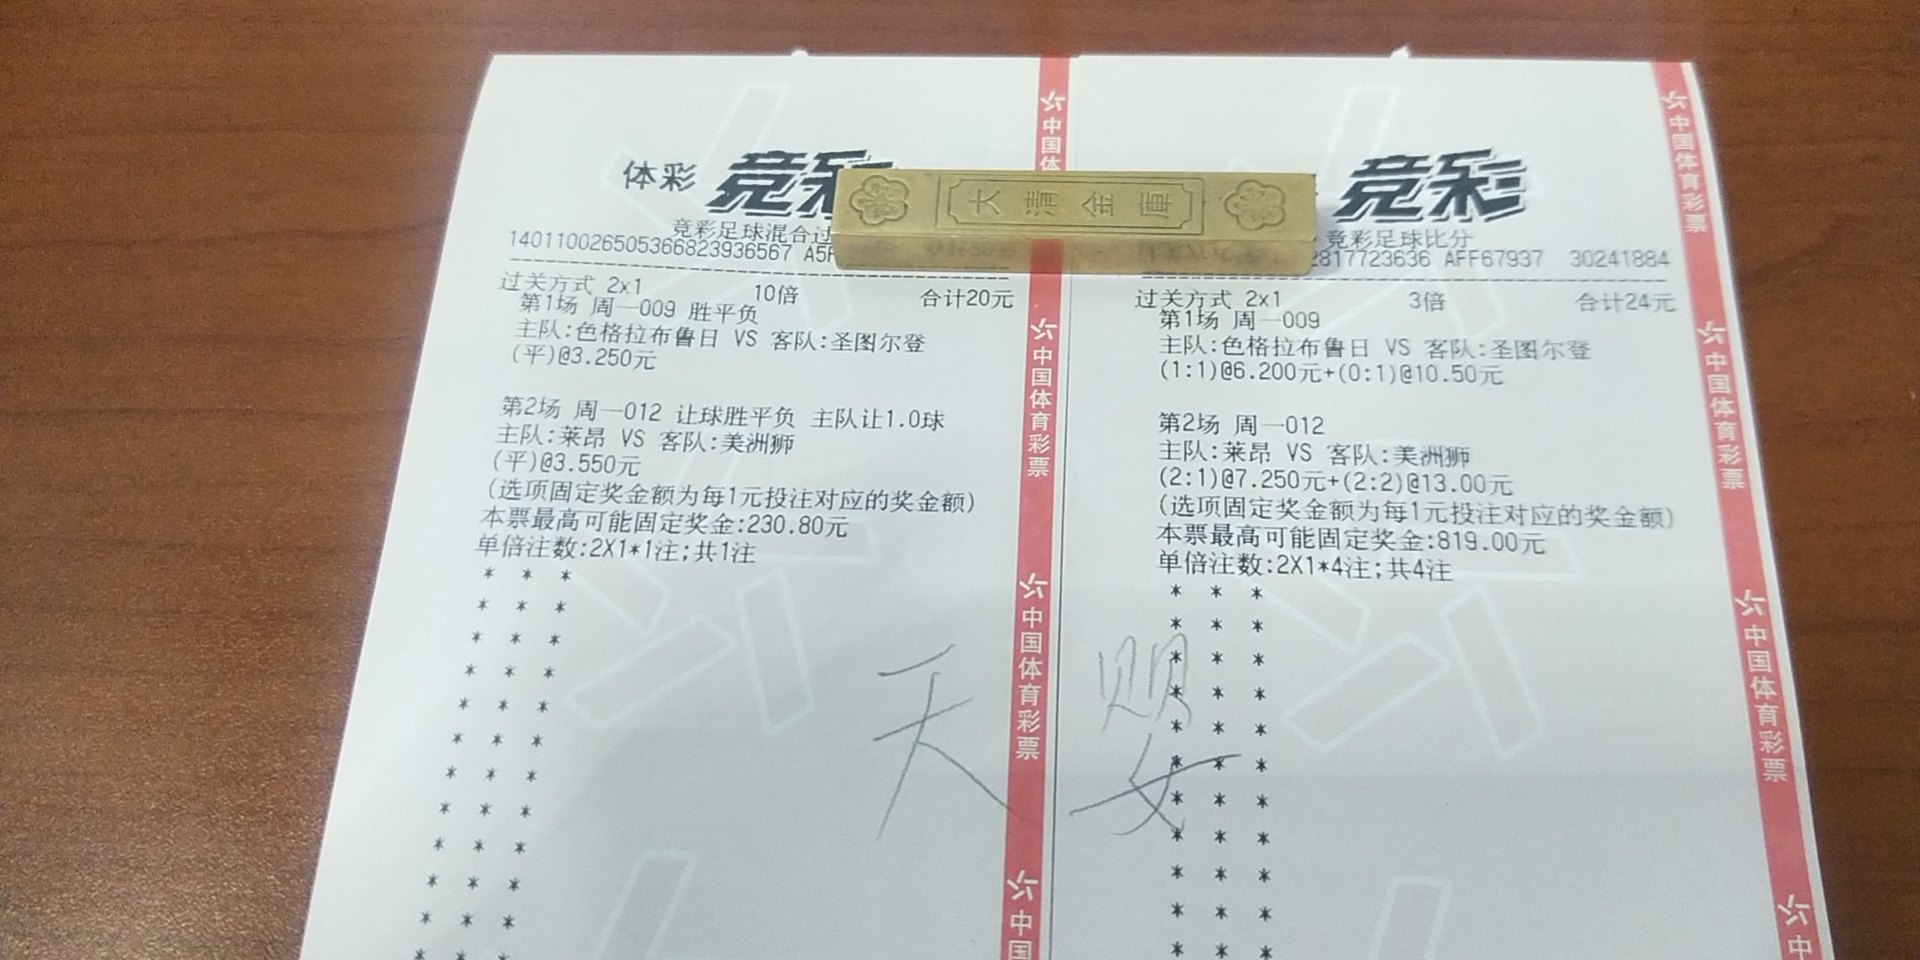 体彩 竞彩
竞彩足球混合过
140110026505366823936567 A5
过关方式 2x1 10倍 合计20元
第1场 周一009 胜平负
主队:色格拉布鲁日 VS 客队:圣图尔登
(平)@3.250元
第2场 周一012 让球胜平负 主队让1.0球
主队:莱昂 VS 客队:美洲狮
(平)@3.550元
(选项固定奖金额为每1元投注对应的奖金额)
本票最高可能固定奖金:230.80元
单倍注数:2X1*1注;共1注
大清金庫
竞彩
竞彩足球比分
2817723636 AFF67937 30241884
过关方式 2x1 3倍 合计24元
第1场 周一009
主队:色格拉布鲁日 VS 客队:圣图尔登
(1:1)@6.200元+(0:1)@10.50元
第2场 周一012
主队:莱昂 VS 客队:美洲狮
(2:1)@7.250元+(2:2)@13.00元
(选项固定奖金额为每1元投注对应的奖金额)
本票最高可能固定奖金:819.00元
单倍注数:2X1*4注;共4注
天 婴
中国体
中国体育彩票
中国体育彩票
中国
中国体育彩票
中国体育彩票
中国体育彩票
中